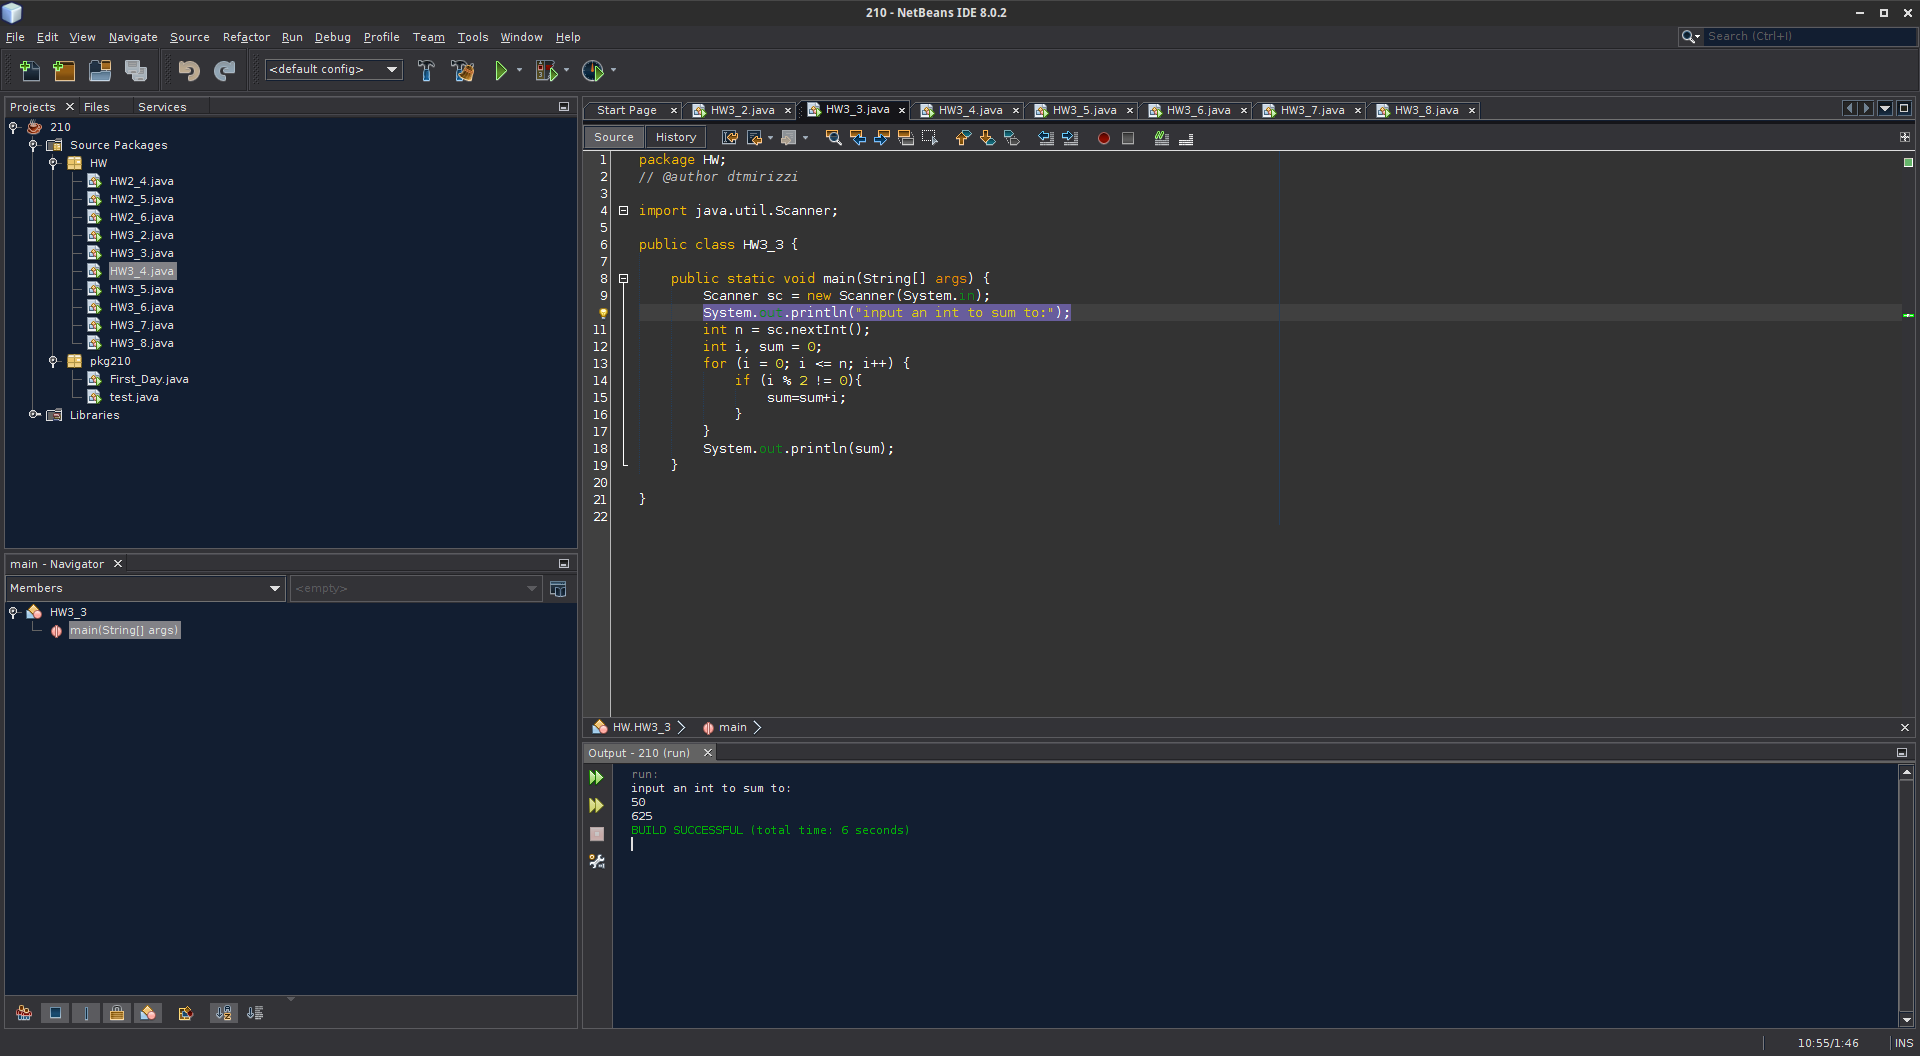 210 - NetBeans IDE 8.0.2
File Edit View Navigate Source Refactor Run Debug Profile Team Tools Window Help
Search (Ctrl+I)
<default config>
Projects Files Services
210
Source Packages
HW
HW2_4.java
HW2_5.java
HW2_6.java
HW3_2.java
HW3_3.java
HW3_4.java
HW3_5.java
HW3_6.java
HW3_7.java
HW3_8.java
pkg210
First_Day.java
test.java
Libraries
main - Navigator
Members <empty>
HW3_3
main(String[] args)
Start Page HW3_2.java HW3_3.java HW3_4.java HW3_5.java HW3_6.java HW3_7.java HW3_8.java
Source History
1 package HW;
2 // @author dtmirizzi
3
4 import java.util.Scanner;
5
6 public class HW3_3 {
7
8 public static void main(String[] args) {
9 Scanner sc = new Scanner(System.in);
System.out.println("input an int to sum to:");
11 int n = sc.nextInt();
12 int i, sum = 0;
13 for (i = 0; i <= n; i++) {
14 if (i % 2 != 0){
15 sum=sum+i;
16 }
17 }
18 System.out.println(sum);
19 }
20
21 }
22
HW.HW3_3 main
Output - 210 (run)
run:
input an int to sum to:
50
625
BUILD SUCCESSFUL (total time: 6 seconds)
10:55/1:46 INS